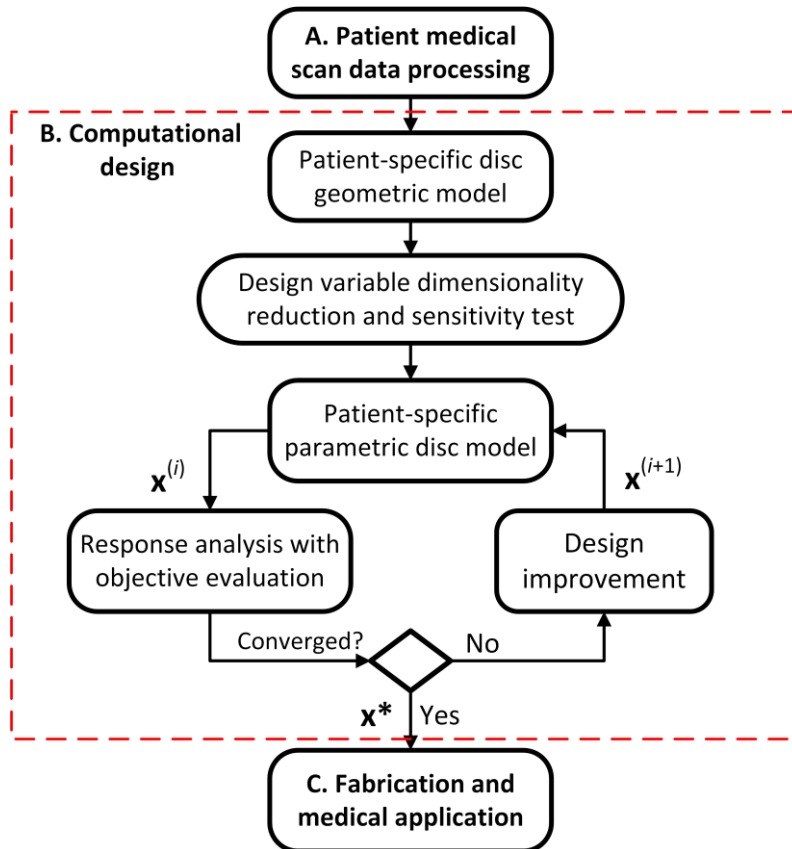 A. Patient medical
scan data processing
B. Computational
design
Patient-specific disc
geometric model
Design variable dimensionality
reduction and sensitivity test
Patient-specific
parametric disc model
x^(i)
x^(i+1)
Response analysis with
objective evaluation
Design
improvement
Converged?
No
x*
Yes
C. Fabrication and
medical application